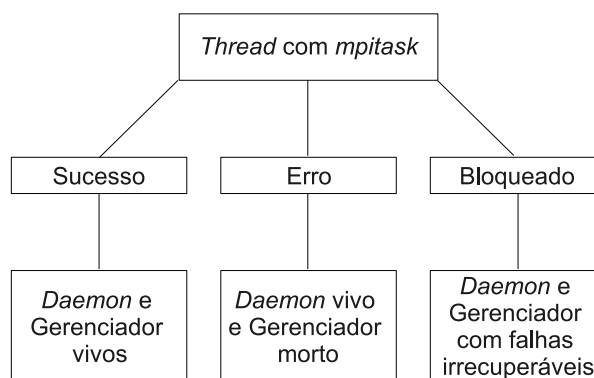 Thread com mpitask
Sucesso
Erro
Bloqueado
Daemon e
Gerenciador
vivos
Daemon vivo
e Gerenciador
morto
Daemon e
Gerenciador
com falhas
irrecuperáveis